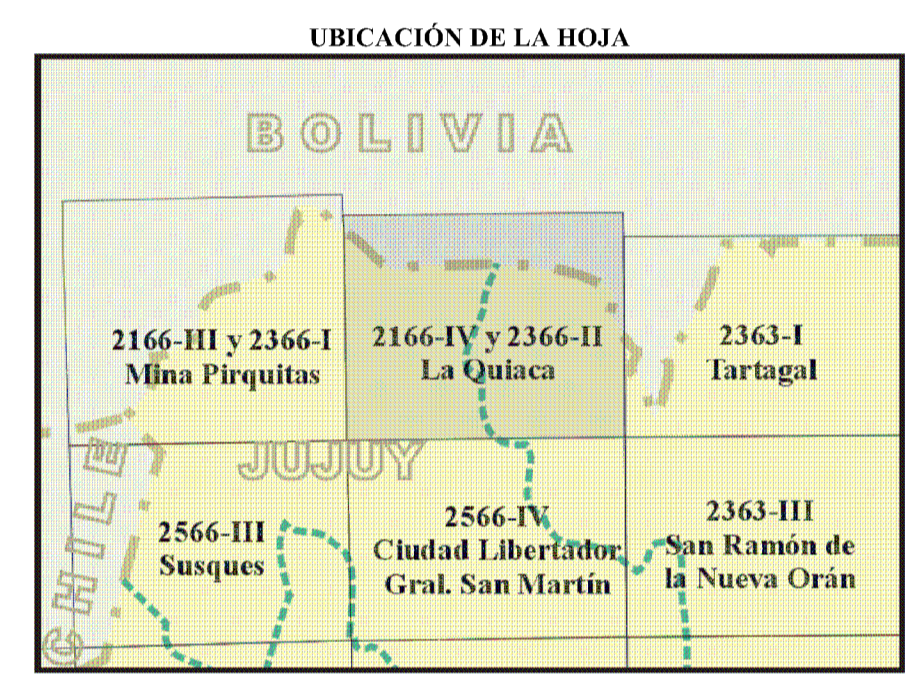 UBICACIÓN DE LA HOJA
BOLIVIA
2166-III y 2366-I
Mina Pirquitas
2166-IV y 2366-II
La Quiaca
2363-I
Tartagal
CHILE
JUJUY
2566-III
Susques
2566-IV
Ciudad Libertador
Gral. San Martín
2363-III
San Ramón de
la Nueva Orán